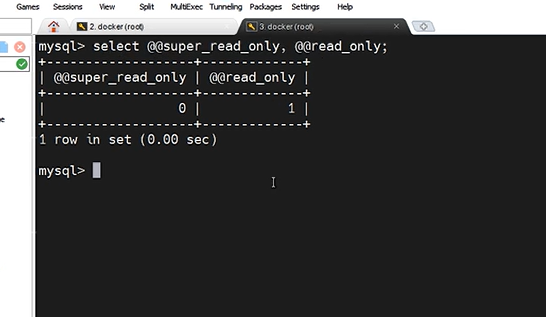 Games Sessions View Split MultiExec Tunneling Packages Settings Help
2. docker (root)
3. docker (root)
mysql> select @@super_read_only, @@read_only;
+-------------------+-------------+
| @@super_read_only | @@read_only |
+-------------------+-------------+
|                 0 |           1 |
+-------------------+-------------+
1 row in set (0.00 sec)
mysql>